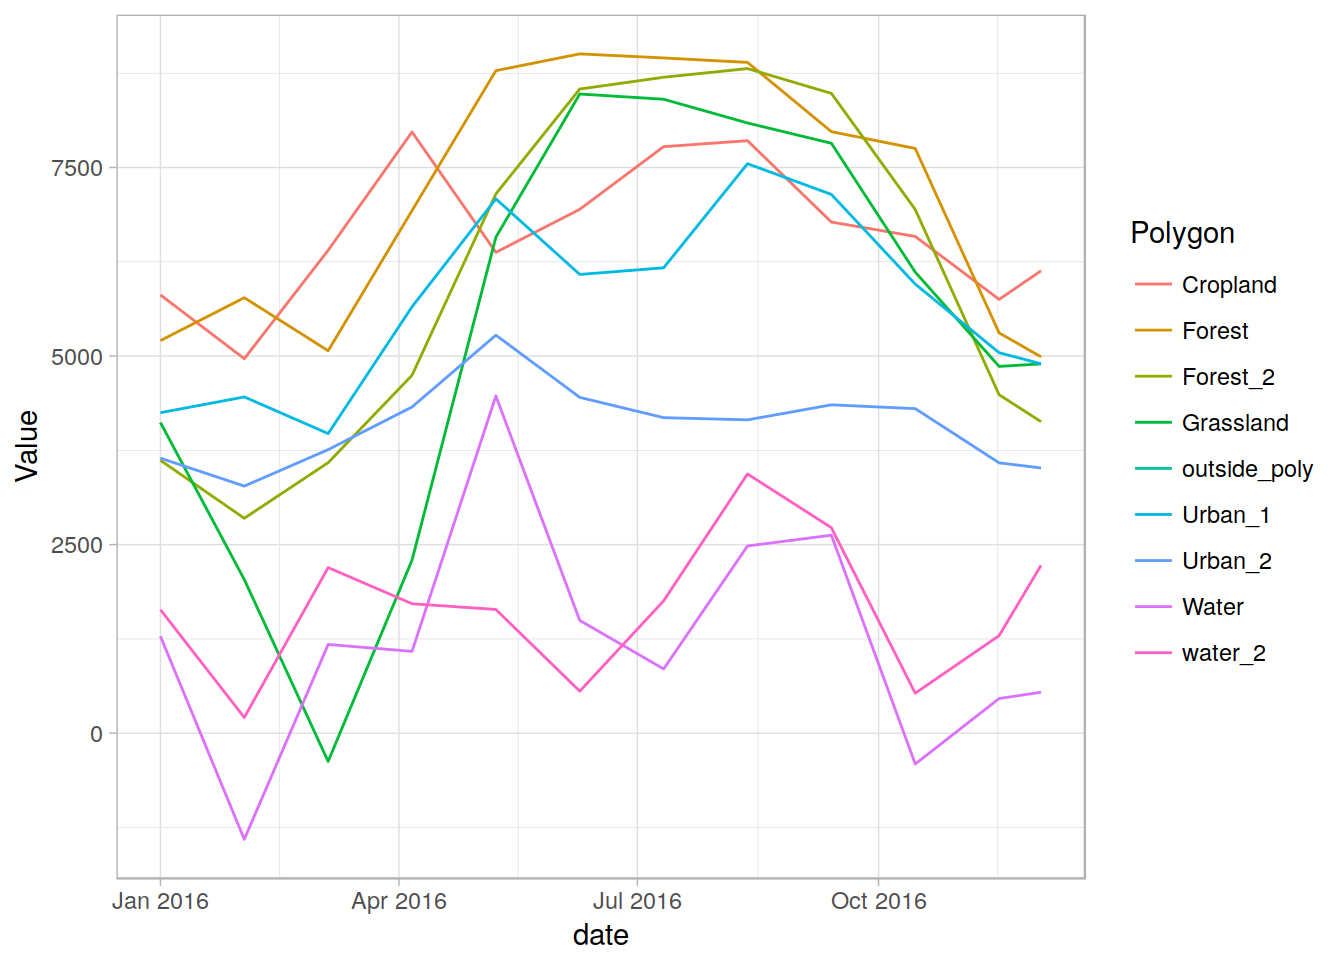 7500
5000
2500
0
Value
Jan 2016
Apr 2016
Jul 2016
Oct 2016
date
Polygon
Cropland
Forest
Forest_2
Grassland
outside_poly
Urban_1
Urban_2
Water
water_2